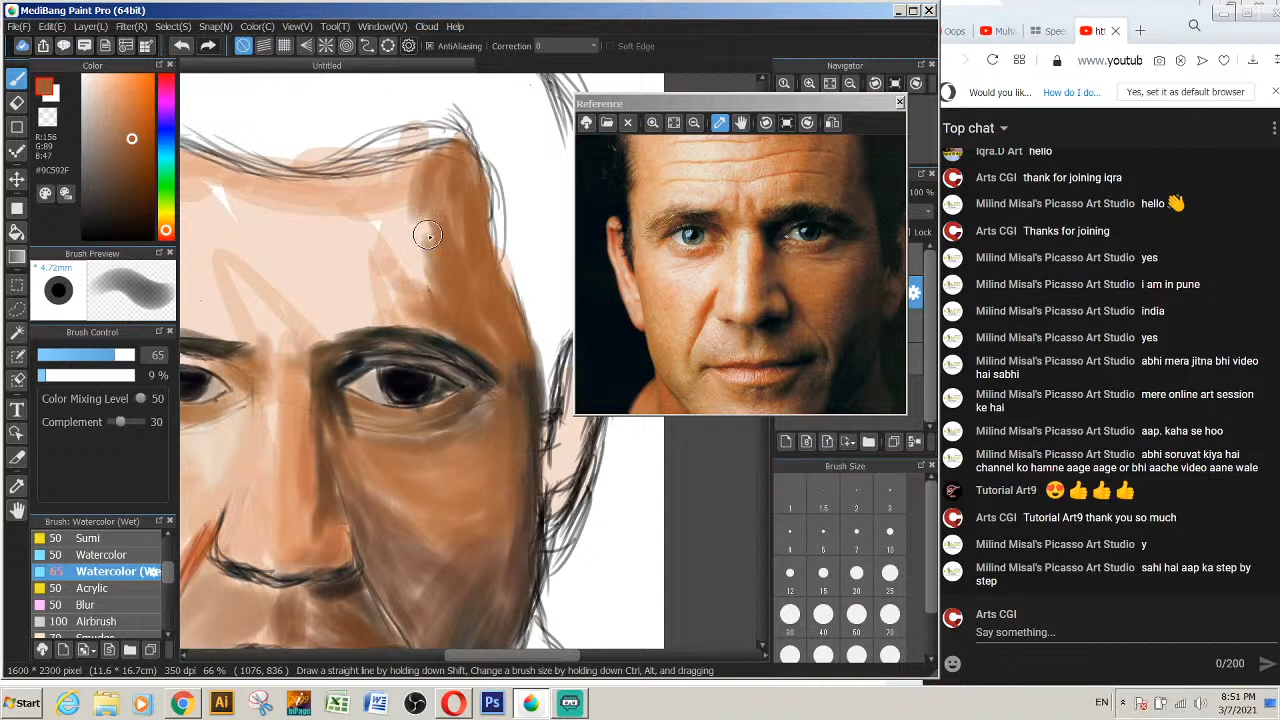 MediBang Paint Pro (64bit)
File(F) Edit(E) Layer(L) Filter(R) Select(S) Snap(N) Color(C) View(V) Tool(T) Window(W) Cloud Help
AntiAliasing Correction 0 Soft Edge
Color
Untitled
Navigator
R:156
G:89
B:47
#9C592F
Reference
100 %
Lock
Brush Preview
* 4.72mm
Brush Control
65
9 %
Color Mixing Level 50
Complement 30
Brush: Watercolor (Wet)
50 Sumi
50 Watercolor
65 Watercolor (W
50 Acrylic
50 Blur
100 Airbrush
70 Smudge
Brush Size
1 1.5 2 3
4 5 7 10
12 15 20 25
30 40 50 70
1600 * 2300 pixel (11.6 * 16.7cm) 350 dpi 66 % ( 1076, 836 ) Draw a straight line by holding down Shift, Change a brush size by holding down Ctrl, Alt, and dragging
Oops Muha Spee ht
www.youtub
Would you like. How do I do... Yes, set it as default browser
Top chat
Iqra.D Art hello
Arts CGI thank for joining iqra
Milind Misal's Picasso Art Studio hello👋
Arts CGI Thanks for joining
Milind Misal's Picasso Art Studio yes
Milind Misal's Picasso Art Studio i am in pune
Milind Misal's Picasso Art Studio india
Milind Misal's Picasso Art Studio yes
Milind Misal's Picasso Art Studio abhi mera jitna bhi video
hai sabhi
Milind Misal's Picasso Art Studio mere online art session
ke hai
Milind Misal's Picasso Art Studio aap. kaha se hoo
Milind Misal's Picasso Art Studio abhi soruvat kiya hai
channel ko hamne aage aage or bhi aache video aane wale
Tutorial Art9 😍👍👍👍
Arts CGI Tutrial Art9 thank you so much
Milind Misal's Picasso Art Studio y
Milind Misal's Picasso Art Studio sahi hai aap ka step by
step
Arts CGI
Say something...
0/200
Start
Ai
hiPage
Ps
EN
8:51 PM
3/7/2021